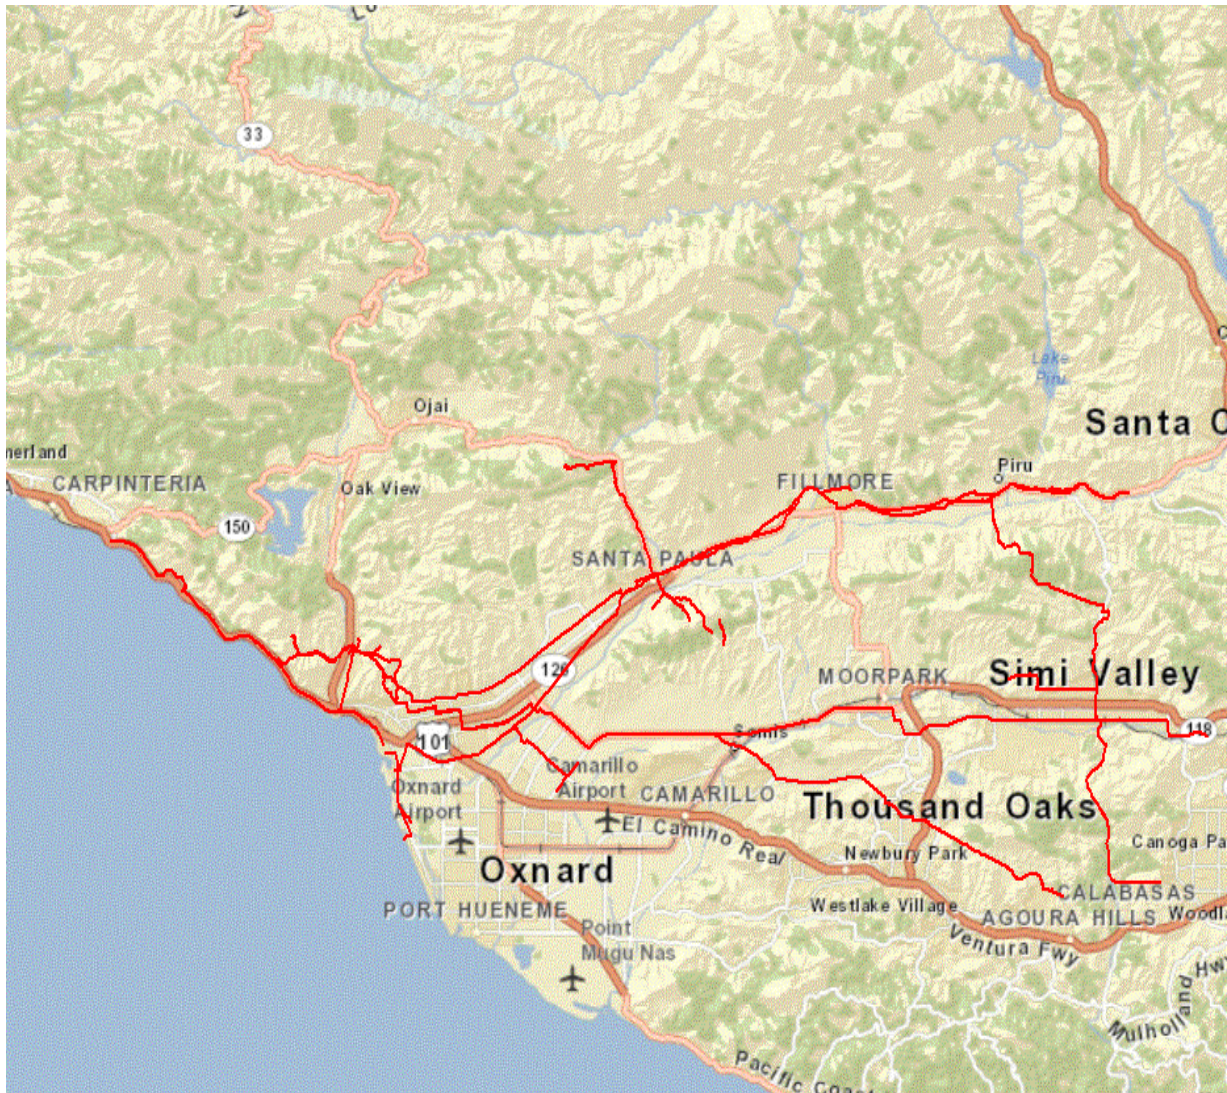 33
Ojai
Lake
Piru
Santa C
nerland
CARPINTERIA
Oak View
150
FILLMORE
Piru
SANTA PAULA
126
MOORPARK
Simi Valley
118
101
Somis
Oxnard
Airport
Camarillo
Airport
CAMARILLO
Thousand Oaks
El Camino Real
Newbury Park
Canoga Pa
Oxnard
CALABASAS
Westlake Village
AGOURA HILLS
Woodl
PORT HUENEME
Point
Mugu Nas
Ventura Fwy
Hwy
Mulholland
Pacific Coast